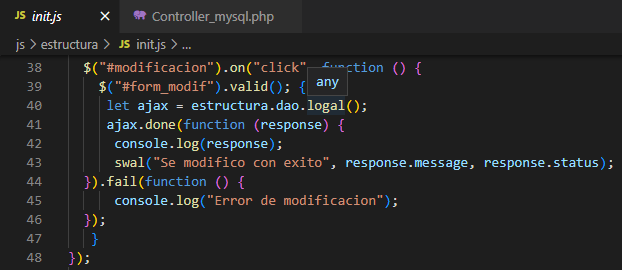 JS init.js × Controller_mysql.php
js > estructura > JS init.js > ...
38 $("#modificacion").on("click" function () {
39 $("#form_modif").valid(); {
any
40 let ajax = estructura.dao.logal();
41 ajax.done(function (response) {
42 console.log(response);
43 swal("Se modifico con exito", response.message, response.status);
44 }).fail(function () {
45 console.log("Error de modificacion");
46 });
47 }
48 });